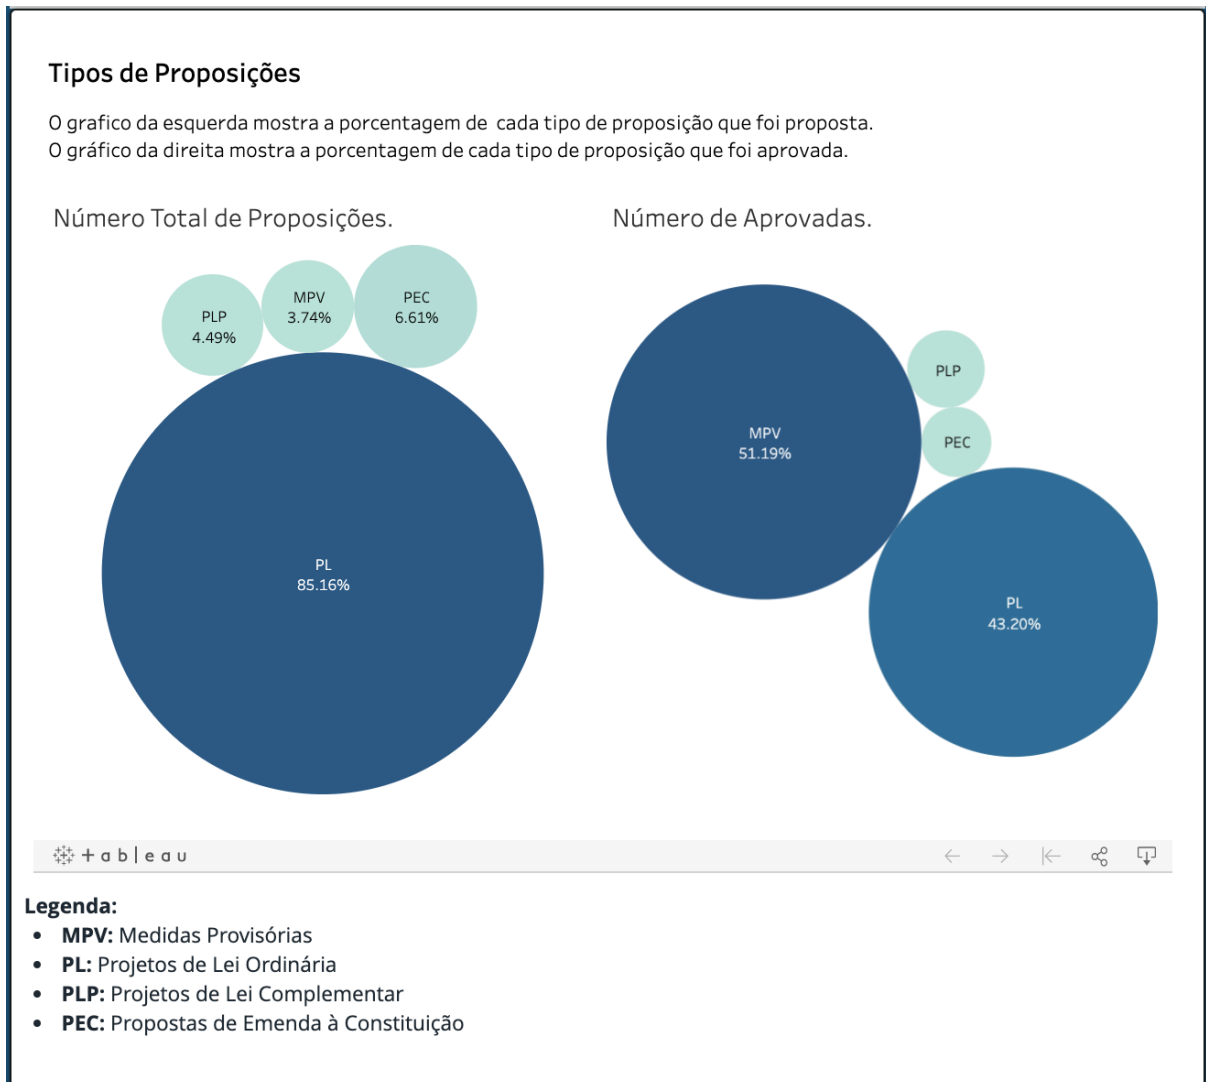 Tipos de Proposições
O grafico da esquerda mostra a porcentagem de cada tipo de proposição que foi proposta.
O gráfico da direita mostra a porcentagem de cada tipo de proposição que foi aprovada.
Número Total de Proposições.
PLP
4.49%
MPV
3.74%
PEC
6.61%
PL
85.16%
Número de Aprovadas.
MPV
51.19%
PLP
PEC
PL
43.20%
+ a b l e a u
Legenda:
• MPV: Medidas Provisórias
• PL: Projetos de Lei Ordinária
• PLP: Projetos de Lei Complementar
• PEC: Propostas de Emenda à Constituição